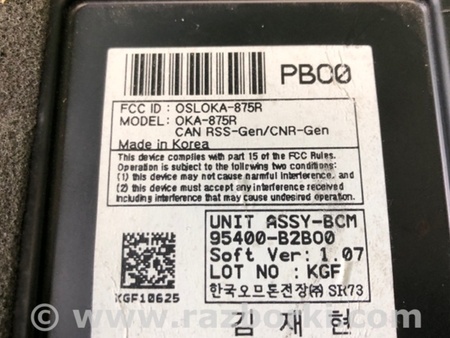 PBC0
FCC ID : OSLOKA-875R
MODEL: OKA-875R
CAN RSS-Gen/CNR-Gen
Made in Korea
This device complies with part 15 of the FCC Rules.
Operation is subject to the following two conditions:
(1) this device may not cause harmful interference, and
(2) this device must accept any interference received
including interference that may cause undesired operation.
UNIT ASSY-BCM
95400-B2B00
Soft Ver: 1.07
LOT NO : KGF
KGF10625
한국오므론전장㈜ SR73
김재현
© www.razborka.com